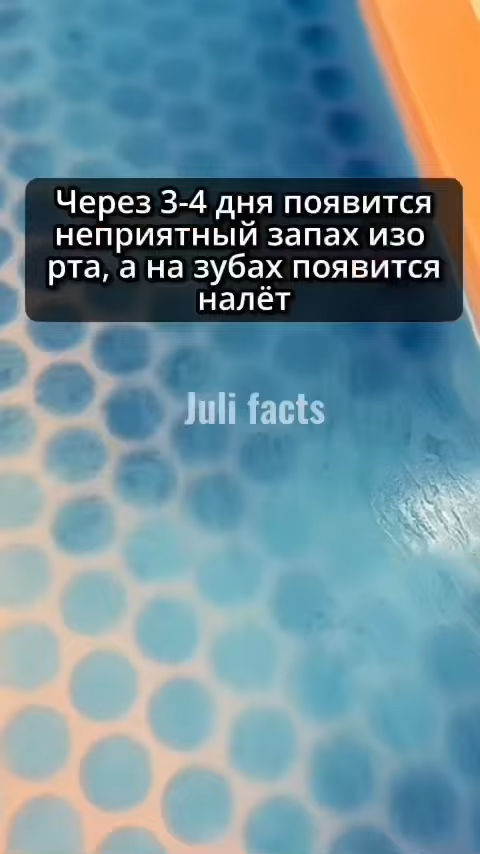 Через 3-4 дня появится
неприятный запах изо
рта, а на зубах появится
налёт
Juli facts